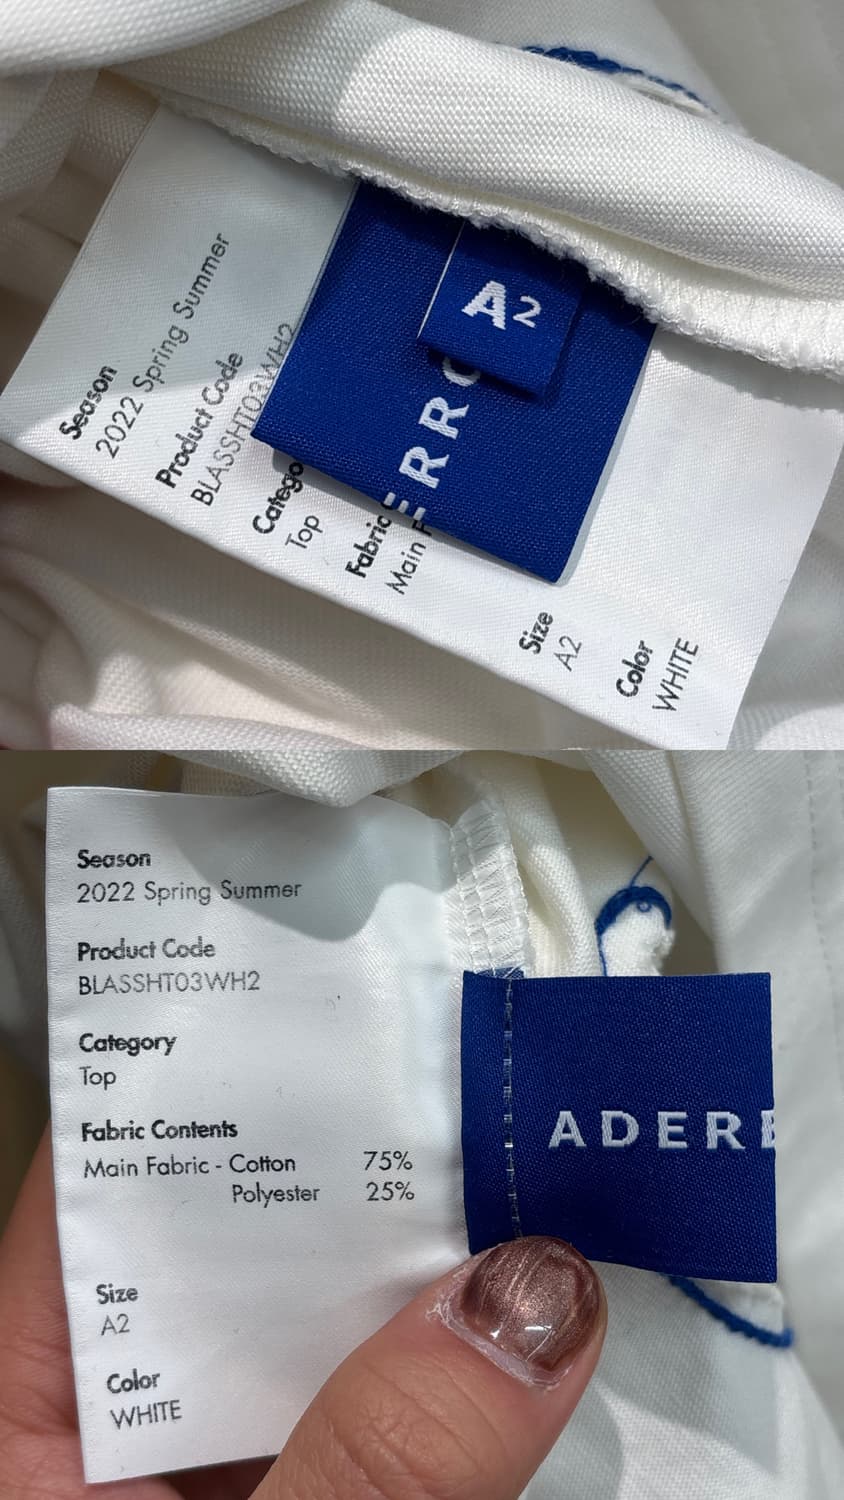 Season
2022 Spring Summer
Product Code
BLASSHT03WH2
Top
Size
A2
Color
WHITE
A2
Season
2022 Spring Summer
Product Code
BLASSHT03WH2
Category
Top
Fabric Contents
Main Fabric - Cotton 75%
Polyester 25%
Size
A2
Color
WHITE
ADER